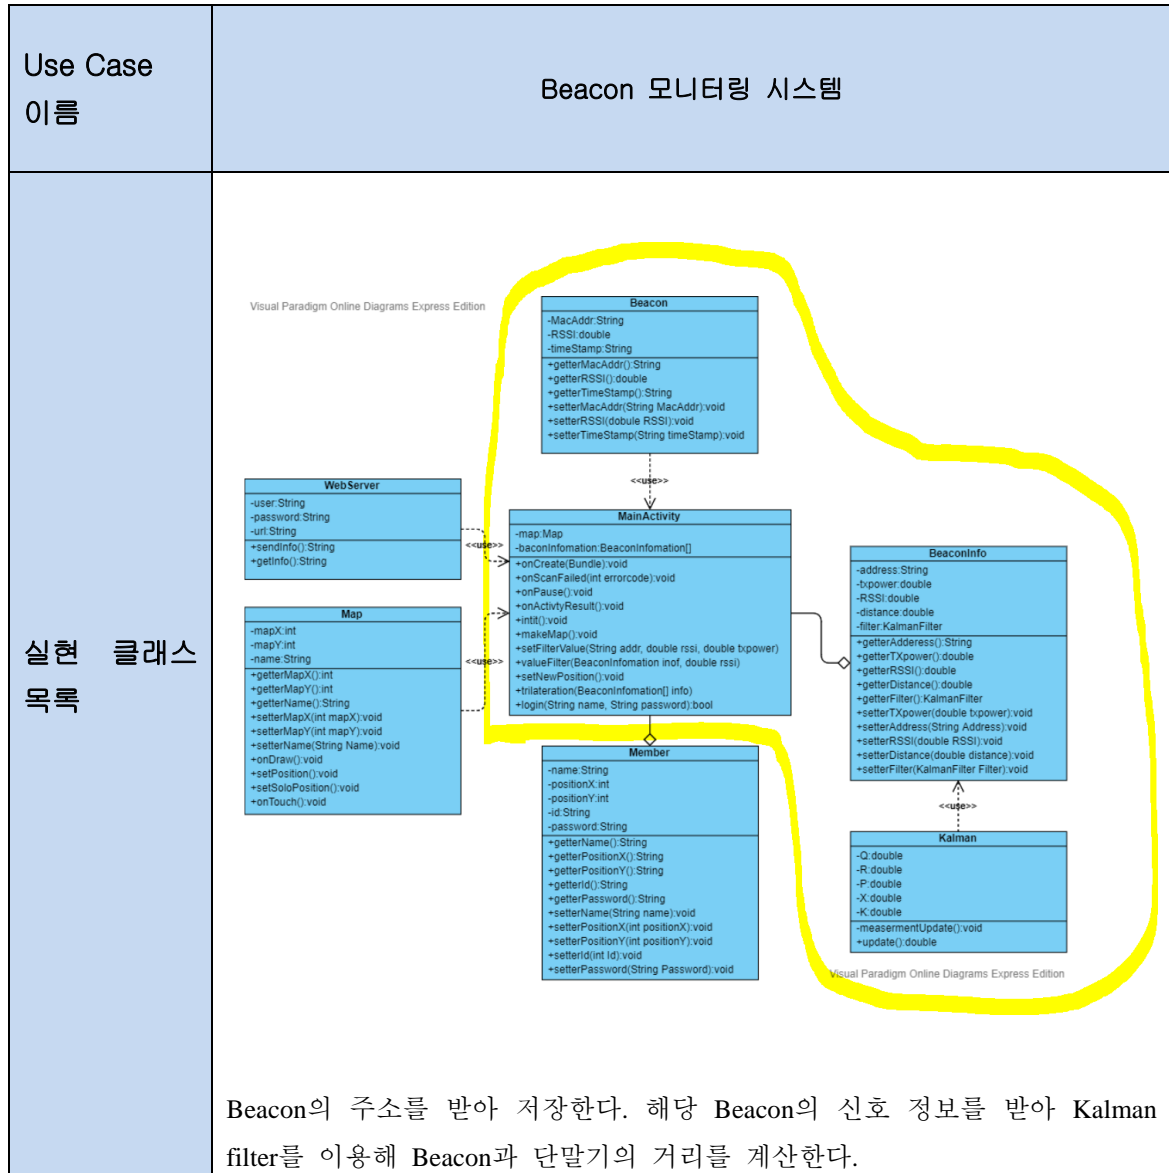 Use Case
이름
Beacon 모니터링 시스템
실현 클래스
목록
Visual Paradigm Online Diagrams Express Edition
Beacon
-MacAddr:String
-RSSI:double
-timeStamp:String
+getterMacAddr():String
+getterRSSI():double
+getterTimeStamp():String
+setterMacAddr(String MacAddr):void
+setterRSSI(dobule RSSI):void
+setterTimeStamp(String timeStamp):void
<<use>>
WebServer
-user:String
-password:String
-url:String
+sendInfo():String
+getInfo():String
<<use>>
MainActivity
-map:Map
-baconInfomation:BeaconInfomation[]
+onCreate(Bundle):void
+onScanFailed(int errorcode):void
+onPause():void
+onActivtyResult():void
+intit():void
+makeMap():void
+setFilterValue(String addr, double rssi, double txpower)
+valueFilter(BeaconInfomation inof, double rssi)
+setNewPosition():void
+trilateration(BeaconInfomation[] info)
+login(String name, String password):bool
Map
-mapX:int
-mapY:int
-name:String
+getterMapX():int
+getterMapY():int
+getterName():String
+setterMapX(int mapX):void
+setterMapY(int mapY):void
+setterName(String Name):void
+onDraw():void
+setPosition():void
+setSoloPosition():void
+onTouch():void
<<use>>
BeaconInfo
-address:String
-txpower:double
-RSSI:double
-distance:double
-filter:KalmanFilter
+getterAdderess():String
+getterTXpower():double
+getterRSSI():double
+getterDistance():double
+getterFilter():KalmanFilter
+setterTXpower(double txpower):void
+setterAddress(String Address):void
+setterRSSI(double RSSI):void
+setterDistance(double distance):void
+setterFilter(KalmanFilter Filter):void
<<use>>
Member
-name:String
-positionX:int
-positionY:int
-id:String
-password:String
+getterName():String
+getterPositionX():String
+getterPositionY():String
+getterId():String
+getterPassword():String
+setterName(String name):void
+setterPositionX(int positionX):void
+setterPositionY(int positionY):void
+setterId(int Id):void
+setterPassword(String Password):void
Kalman
-Q:double
-R:double
-P:double
-X:double
-K:double
-measermentUpdate():void
+update():double
Visual Paradigm Online Diagrams Express Edition
Beacon의 주소를 받아 저장한다. 해당 Beacon의 신호 정보를 받아 Kalman
filter를 이용해 Beacon과 단말기의 거리를 계산한다.